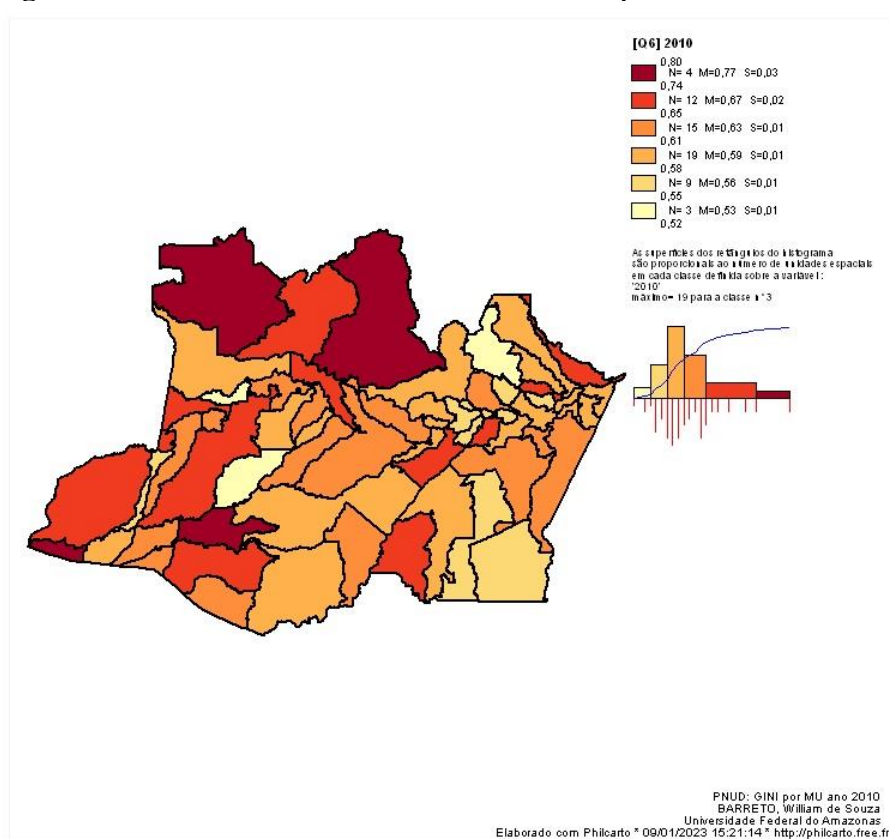 [Q6] 2010
0,80
N= 4 M=0,77 S=0,03
0,74
N= 12 M=0,67 S=0,02
0,65
N= 15 M=0,63 S=0,01
0,61
N= 19 M=0,59 S=0,01
0,58
N= 9 M=0,56 S=0,01
0,55
N= 3 M=0,53 S=0,01
0,52
As superfícies dos retângulos do histograma
são proporcionais ao número de unidades espaciais
em cada classe definida sobre a variável :
'2010'
máximo= 19 para a classe n°3
PNUD: GINI por MU ano 2010
BARRETO, William de Souza
Universidade Federal do Amazonas
Elaborado com Philcarto * 09/01/2023 15:21:14 * http://philcarto.free.fr